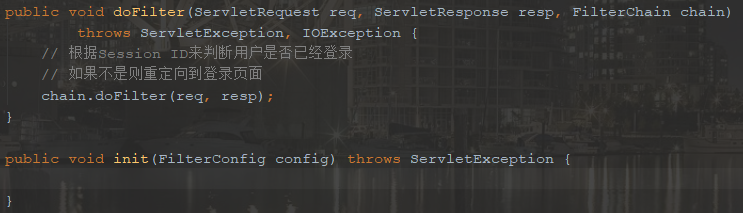 public void doFilter(ServletRequest req, ServletResponse resp, FilterChain chain)
throws ServletException, IOException {
// 根据Session ID来判断用户是否已经登录
// 如果不是则重定向到登录页面
chain.doFilter(req, resp);
}
public void init(FilterConfig config) throws ServletException {
}